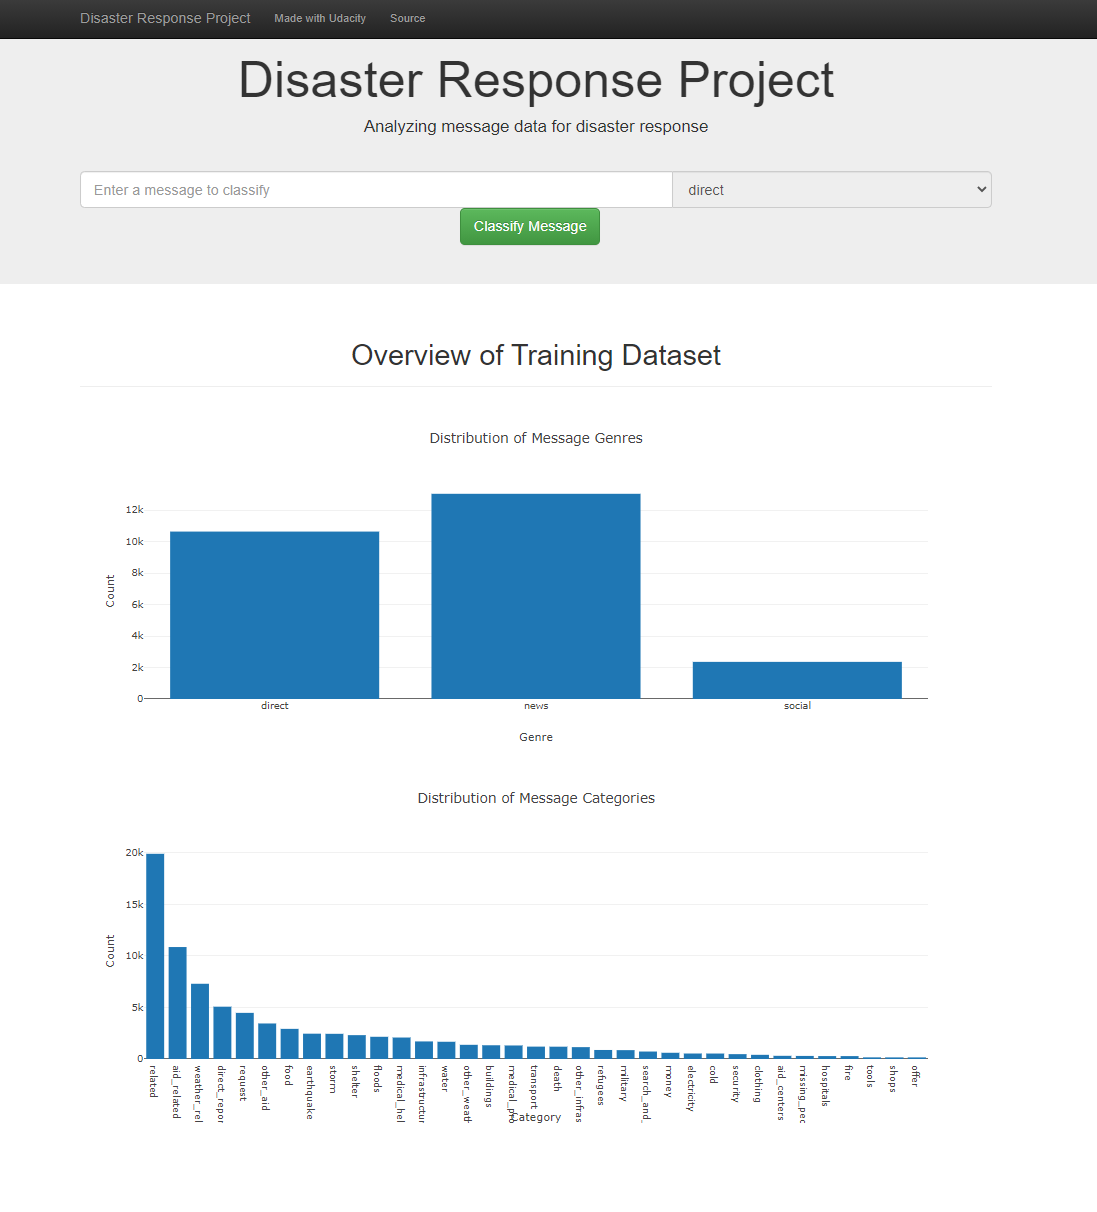 Disaster Response Project Made with Udacity Source
Disaster Response Project
Analyzing message data for disaster response
Enter a message to classify direct
Classify Message
Overview of Training Dataset
Distribution of Message Genres
12k
10k
8k
6k
4k
2k
0
Count
direct news social
Genre
Distribution of Message Categories
20k
15k
10k
5k
0
Count
related
aid_related
weather_rel
direct_repor
request
other_aid
food
earthquake
storm
shelter
floods
medical_hel
infrastructur
water
other_weath
buildings
medical_pro
transport
death
other_infras
refugees
military
search_and_
money
electricity
cold
security
clothing
aid_centers
missing_peo
hospitals
fire
tools
shops
offer
Category